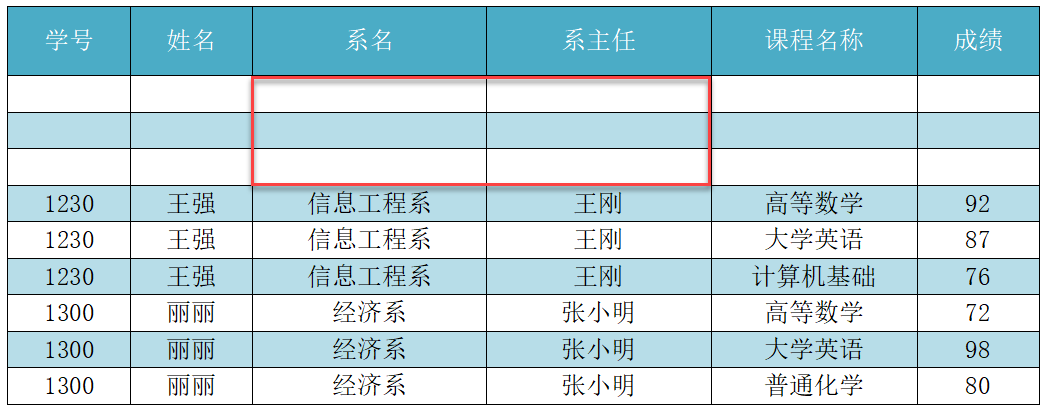 学号 姓名 系名 系主任 课程名称 成绩
1230 王强 信息工程系 王刚 高等数学 92
1230 王强 信息工程系 王刚 大学英语 87
1230 王强 信息工程系 王刚 计算机基础 76
1300 丽丽 经济系 张小明 高等数学 72
1300 丽丽 经济系 张小明 大学英语 98
1300 丽丽 经济系 张小明 普通化学 80